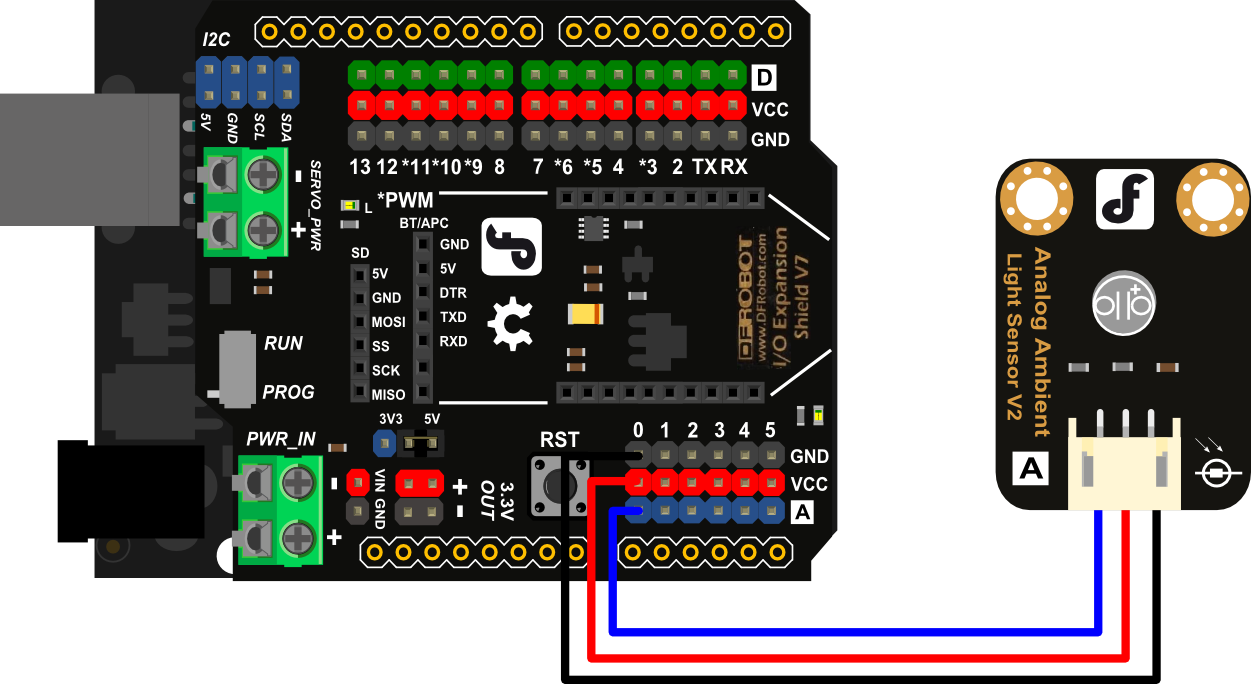 I2C
5V GND SCL SDA
- SERVO_PWR +
D
VCC
GND
13 12 *11 *10 *9 8 7 *6 *5 4 *3 2 TX RX
L *PWM
BT/APC
GND
5V
DTR
TXD
RXD
SD
5V
GND
MOSI
SS
SCK
MISO
DFROBOT
www.DFRobot.com
I/O Expansion
Shield V7
RUN
PROG
3V3 5V
PWR_IN
- +
VIN GND
+ -
3.3V
OUT
RST
0 1 2 3 4 5
GND
VCC
A
Analog Ambient
Light Sensor V2
+
A